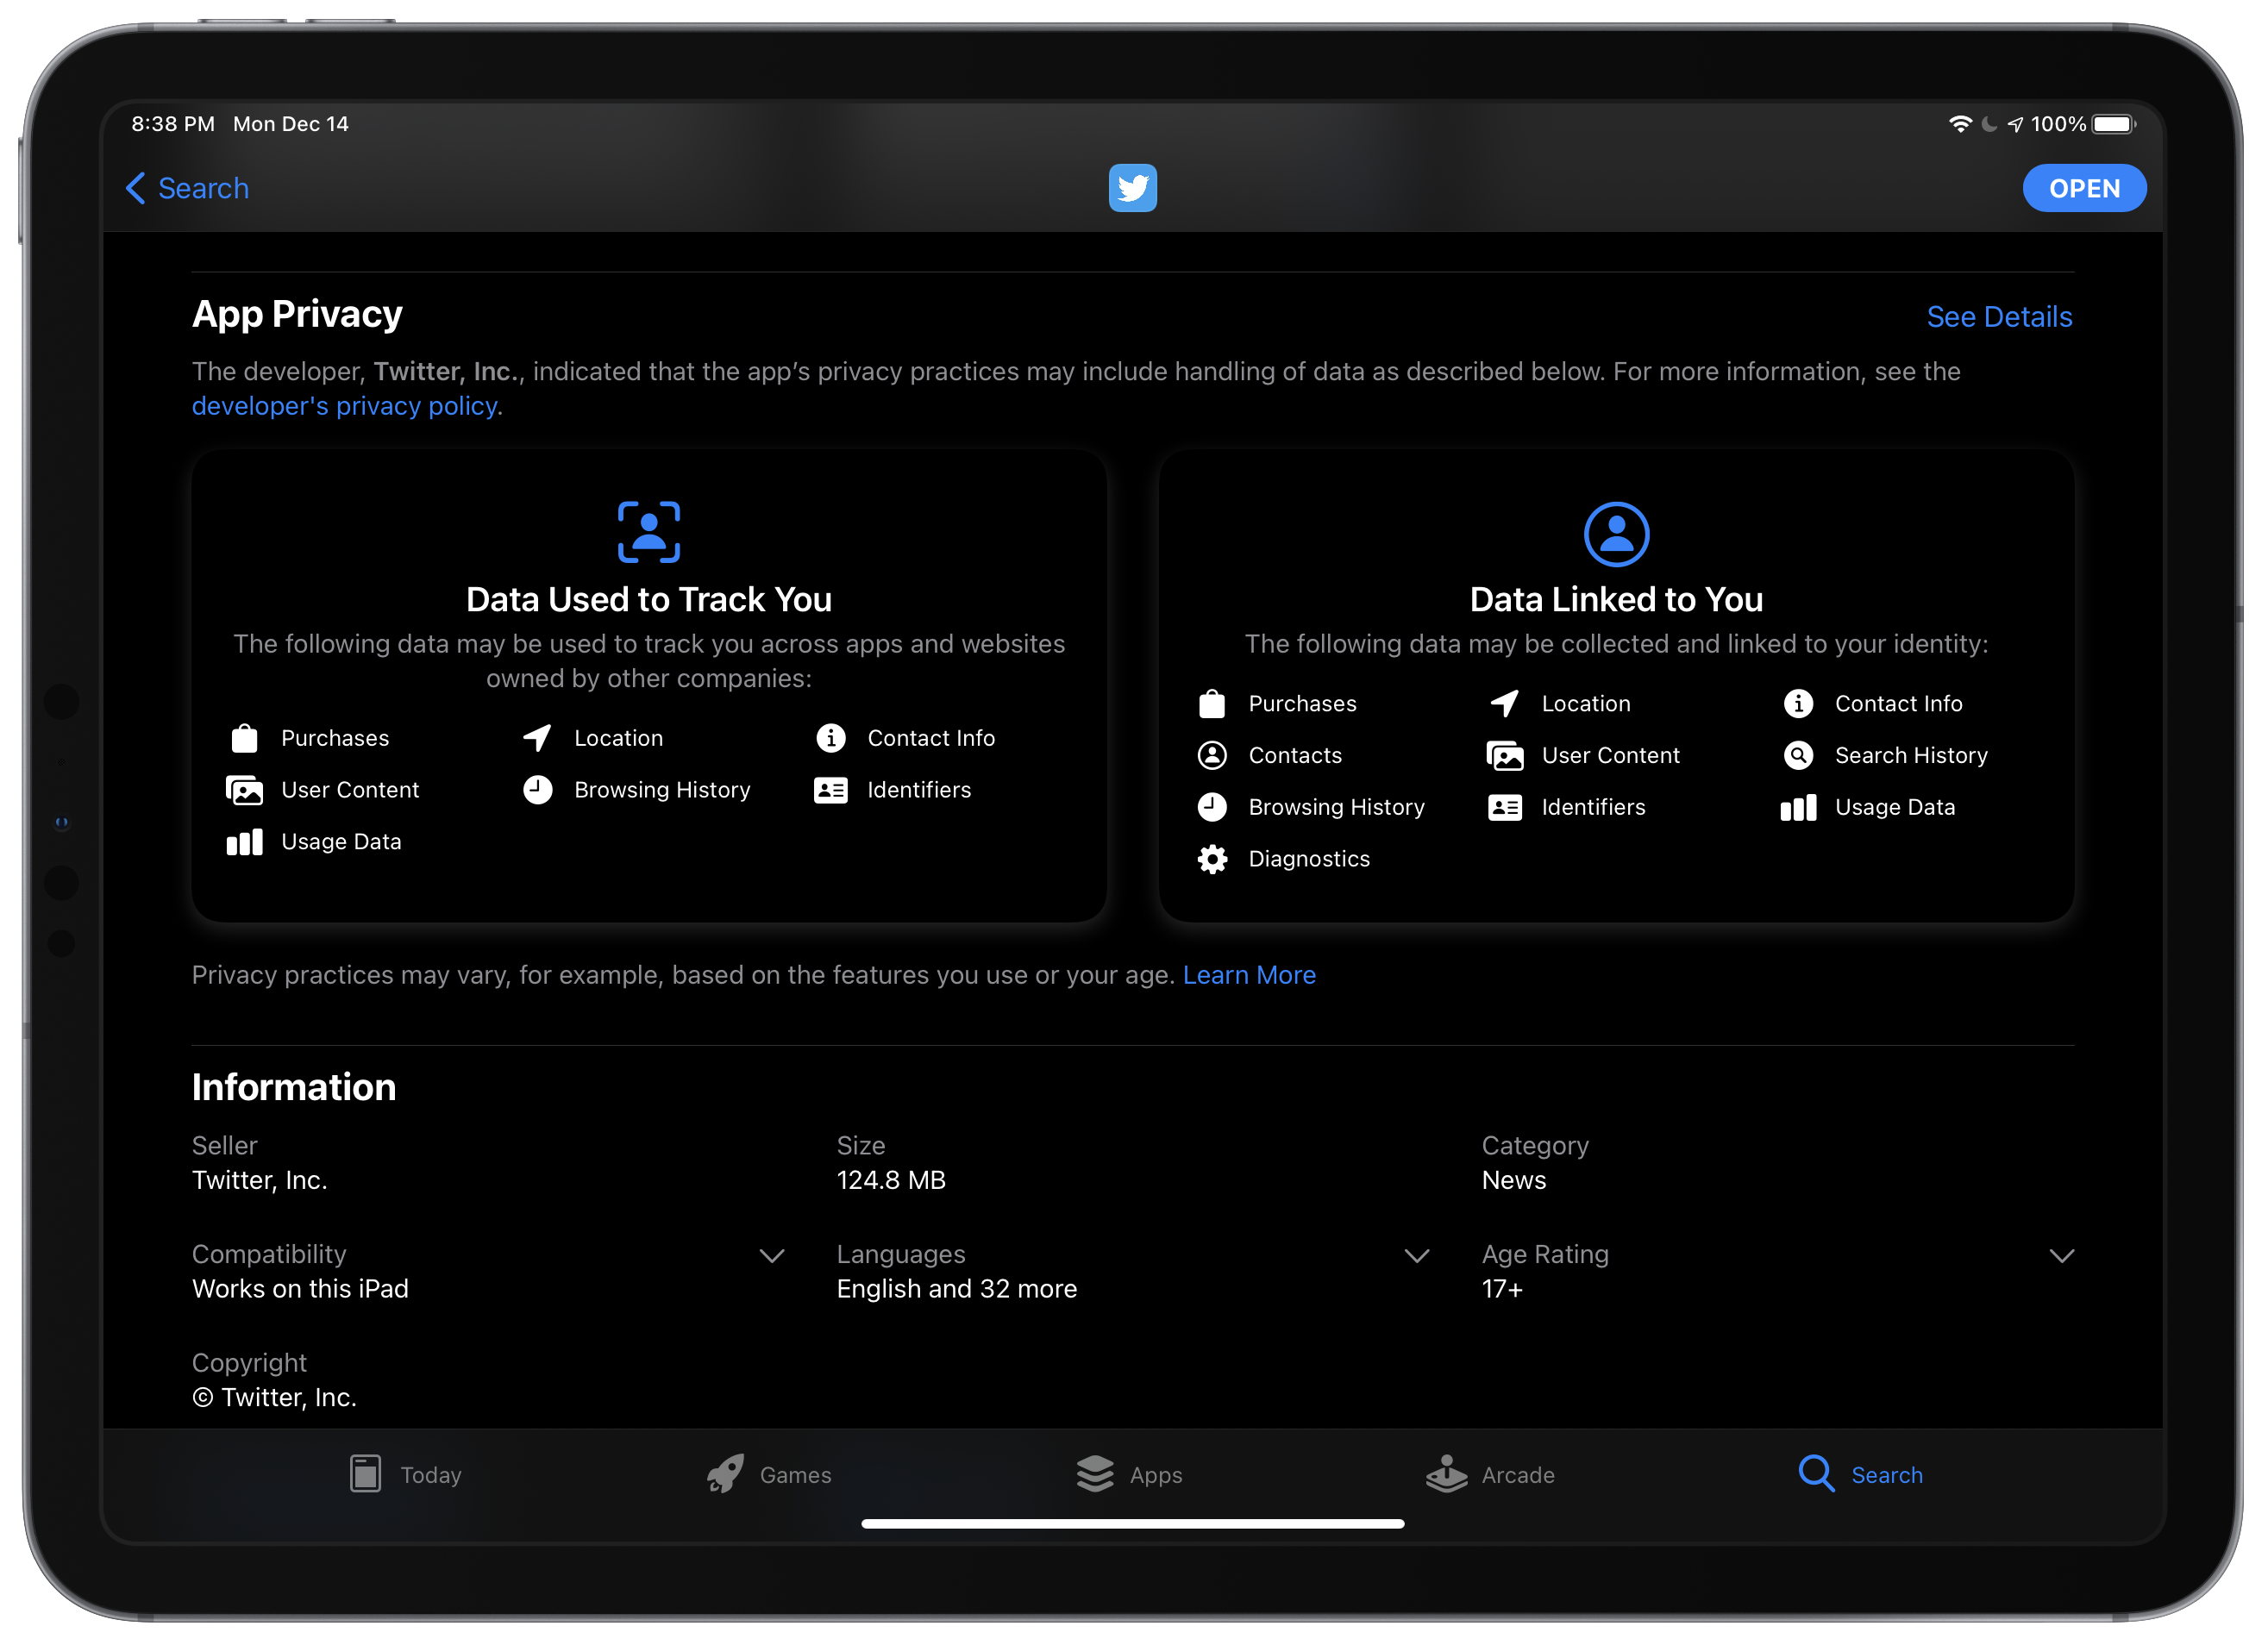 8:38 PM Mon Dec 14
100%
Search
OPEN
App Privacy
See Details
The developer, Twitter, Inc., indicated that the app’s privacy practices may include handling of data as described below. For more information, see the
developer's privacy policy.
Data Used to Track You
The following data may be used to track you across apps and websites
owned by other companies:
Purchases
Location
Contact Info
User Content
Browsing History
Identifiers
Usage Data
Data Linked to You
The following data may be collected and linked to your identity:
Purchases
Location
Contact Info
Contacts
User Content
Search History
Browsing History
Identifiers
Usage Data
Diagnostics
Privacy practices may vary, for example, based on the features you use or your age. Learn More
Information
Seller
Twitter, Inc.
Size
124.8 MB
Category
News
Compatibility
Works on this iPad
Languages
English and 32 more
Age Rating
17+
Copyright
© Twitter, Inc.
Today
Games
Apps
Arcade
Search